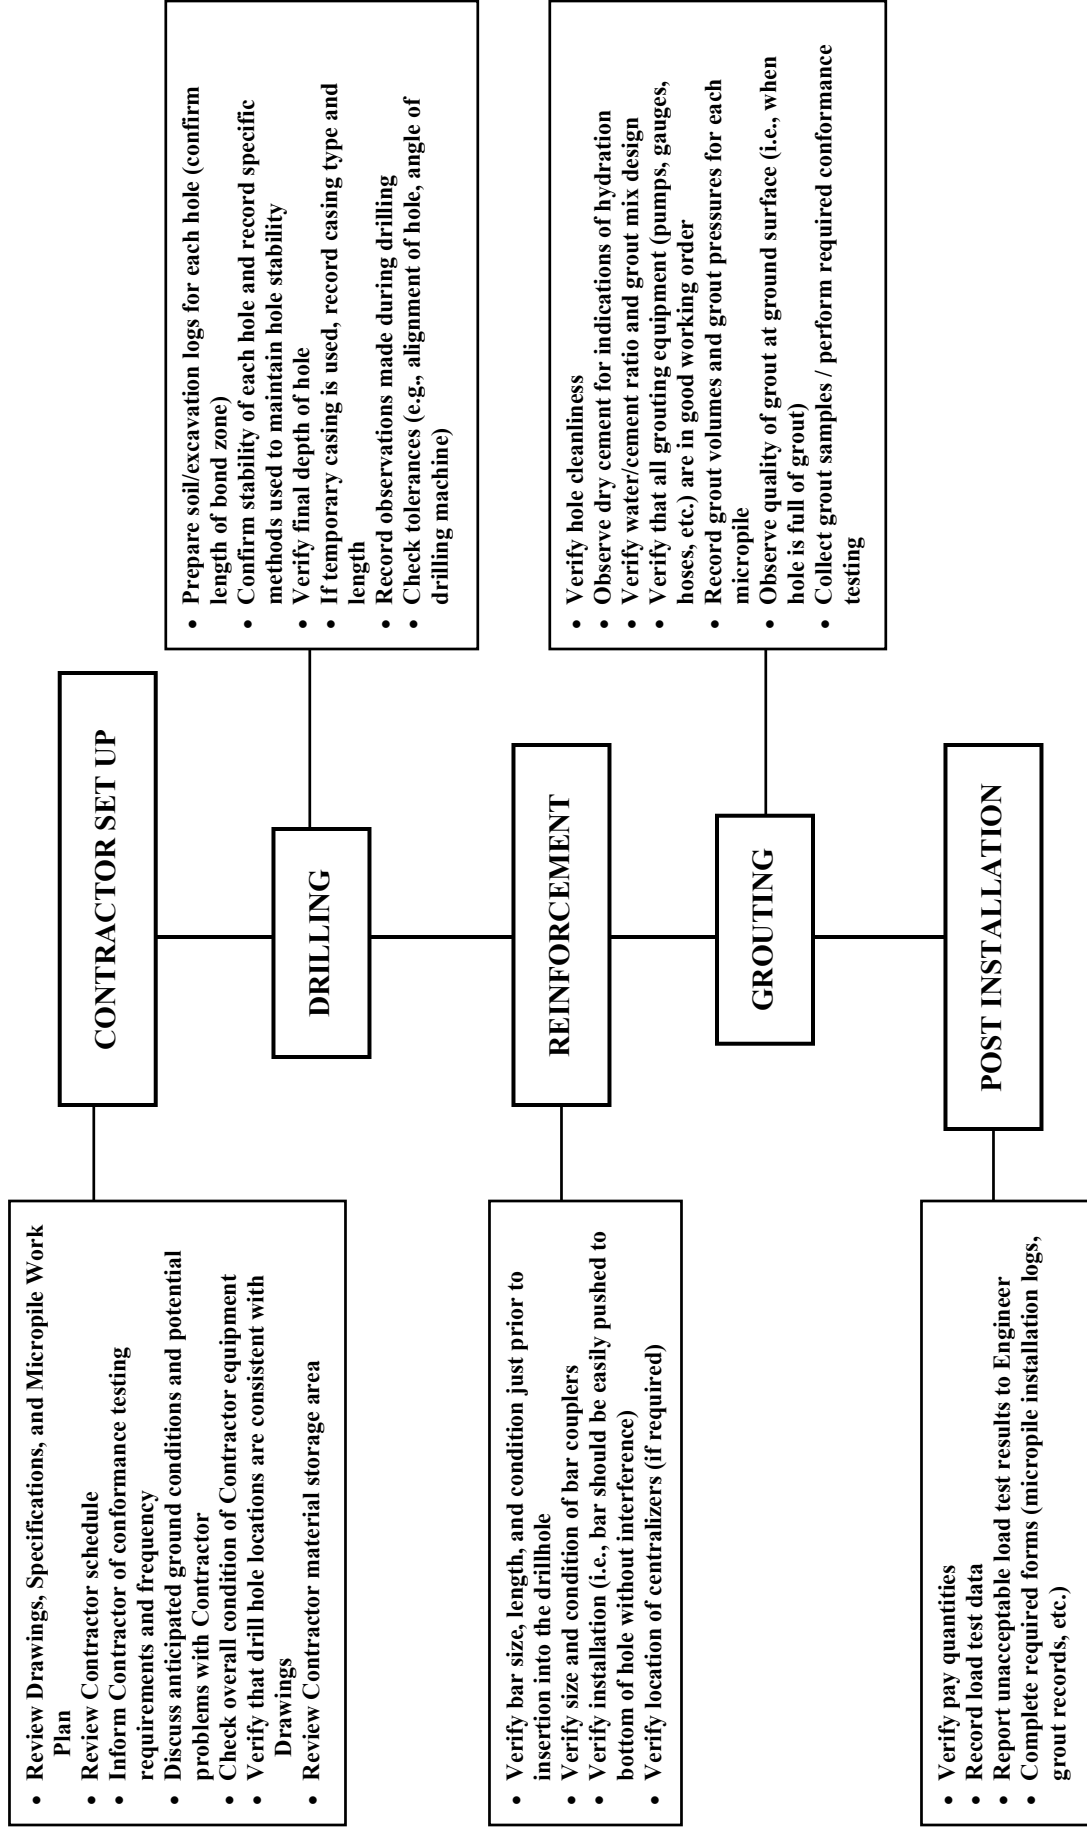 CONTRACTOR SET UP
• Review Drawings, Specifications, and Micropile Work
Plan
• Review Contractor schedule
• Inform Contractor of conformance testing
requirements and frequency
• Discuss anticipated ground conditions and potential
problems with Contractor
• Check overall condition of Contractor equipment
• Verify that drill hole locations are consistent with
Drawings
• Review Contractor material storage area
DRILLING
• Prepare soil/excavation logs for each hole (confirm
length of bond zone)
• Confirm stability of each hole and record specific
methods used to maintain hole stability
• Verify final depth of hole
• If temporary casing is used, record casing type and
length
• Record observations made during drilling
• Check tolerances (e.g., alignment of hole, angle of
drilling machine)
REINFORCEMENT
• Verify bar size, length, and condition just prior to
insertion into the drillhole
• Verify size and condition of bar couplers
• Verify installation (i.e., bar should be easily pushed to
bottom of hole without interference)
• Verify location of centralizers (if required)
GROUTING
• Verify hole cleanliness
• Observe dry cement for indications of hydration
• Verify water/cement ratio and grout mix design
• Verify that all grouting equipment (pumps, gauges,
hoses, etc.) are in good working order
• Record grout volumes and grout pressures for each
micropile
• Observe quality of grout at ground surface (i.e., when
hole is full of grout)
• Collect grout samples / perform required conformance
testing
POST INSTALLATION
• Verify pay quantities
• Record load test data
• Report unacceptable load test results to Engineer
• Complete required forms (micropile installation logs,
grout records, etc.)